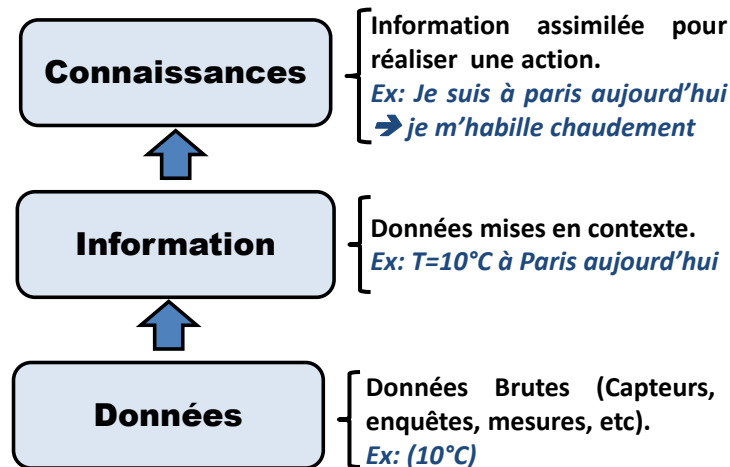 Connaissances
Information assimilée pour
réaliser une action.
Ex: Je suis à paris aujourd’hui
➔ je m’habille chaudement
Information
Données mises en contexte.
Ex: T=10°C à Paris aujourd’hui
Données
Données Brutes (Capteurs,
enquêtes, mesures, etc).
Ex: (10°C)